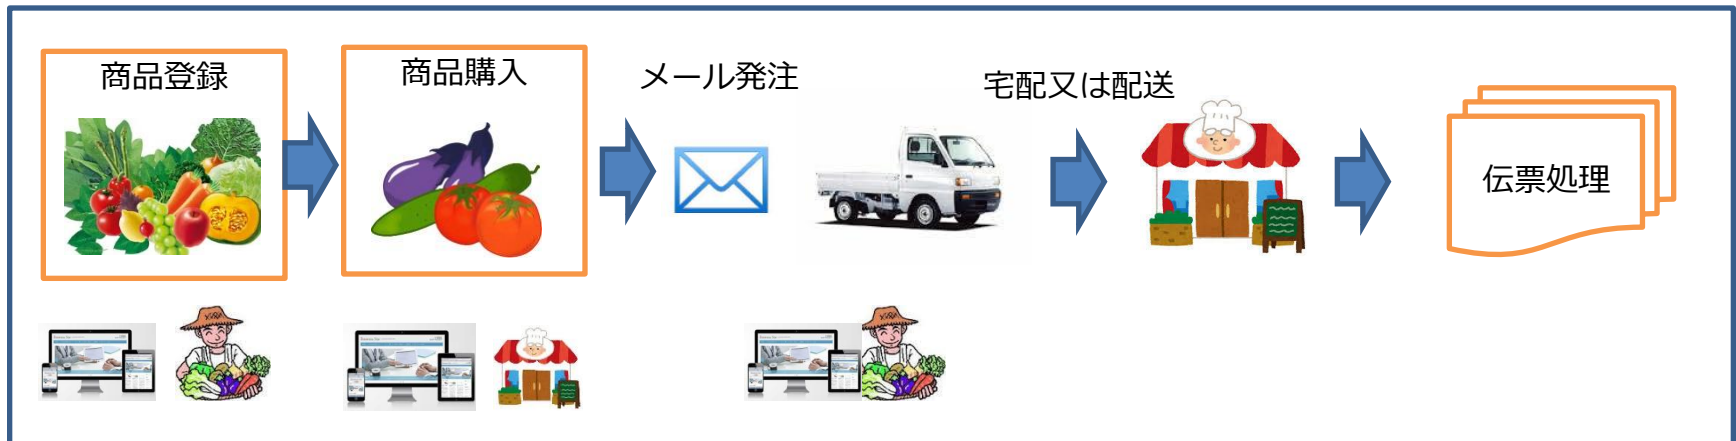 商品登録
商品購入
メール発注
宅配又は配送
伝票処理